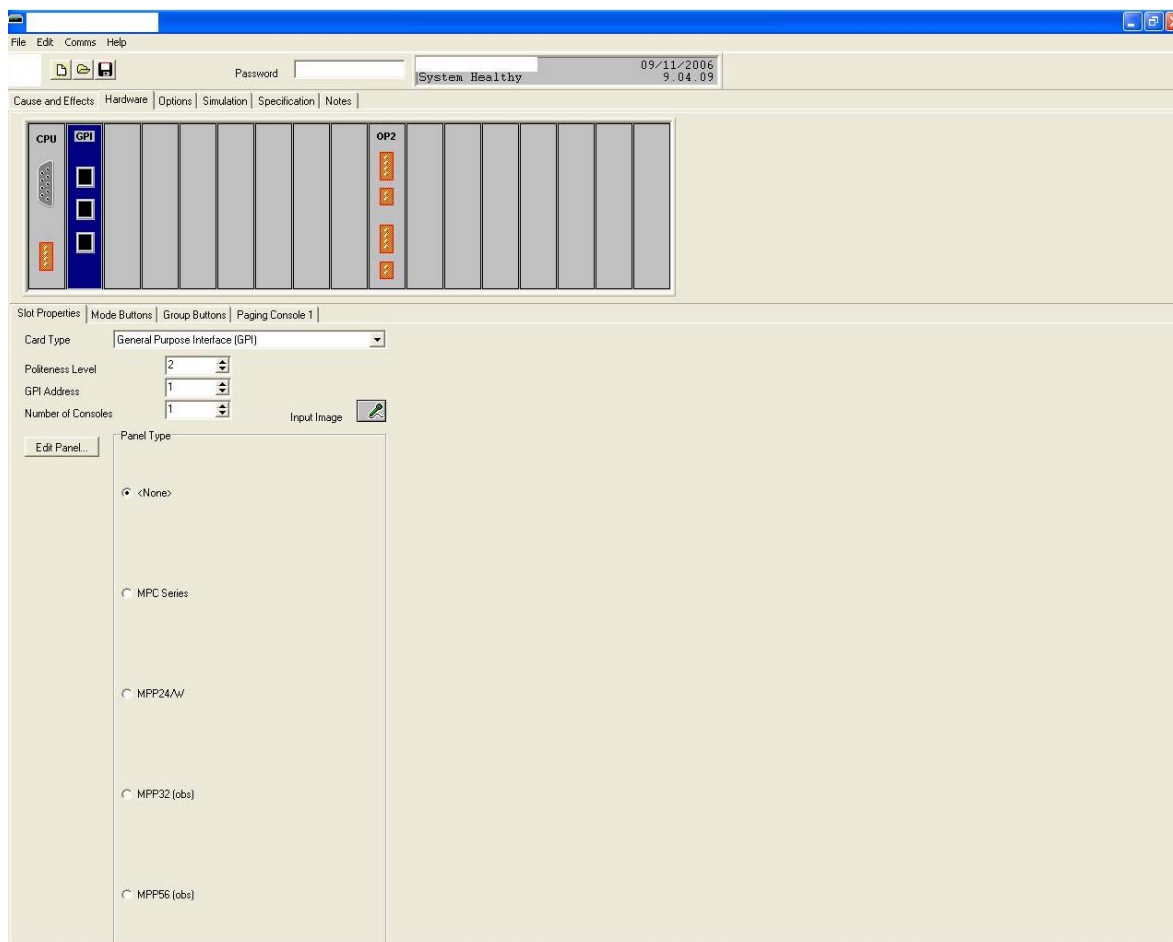 File Edit Comms Help
Password
09/11/2006
System Healthy 9.04.09
Cause and Effects Hardware Options Simulation Specification Notes
CPU GPI OP2
Slot Properties Mode Buttons Group Buttons Paging Console 1
Card Type General Purpose Interface (GPI)
Politeness Level 2
GPI Address 1
Number of Consoles 1 Input Image
Edit Panel... Panel Type
<None>
MPC Series
MPP24/W
MPP32 (obs)
MPP56 (obs)